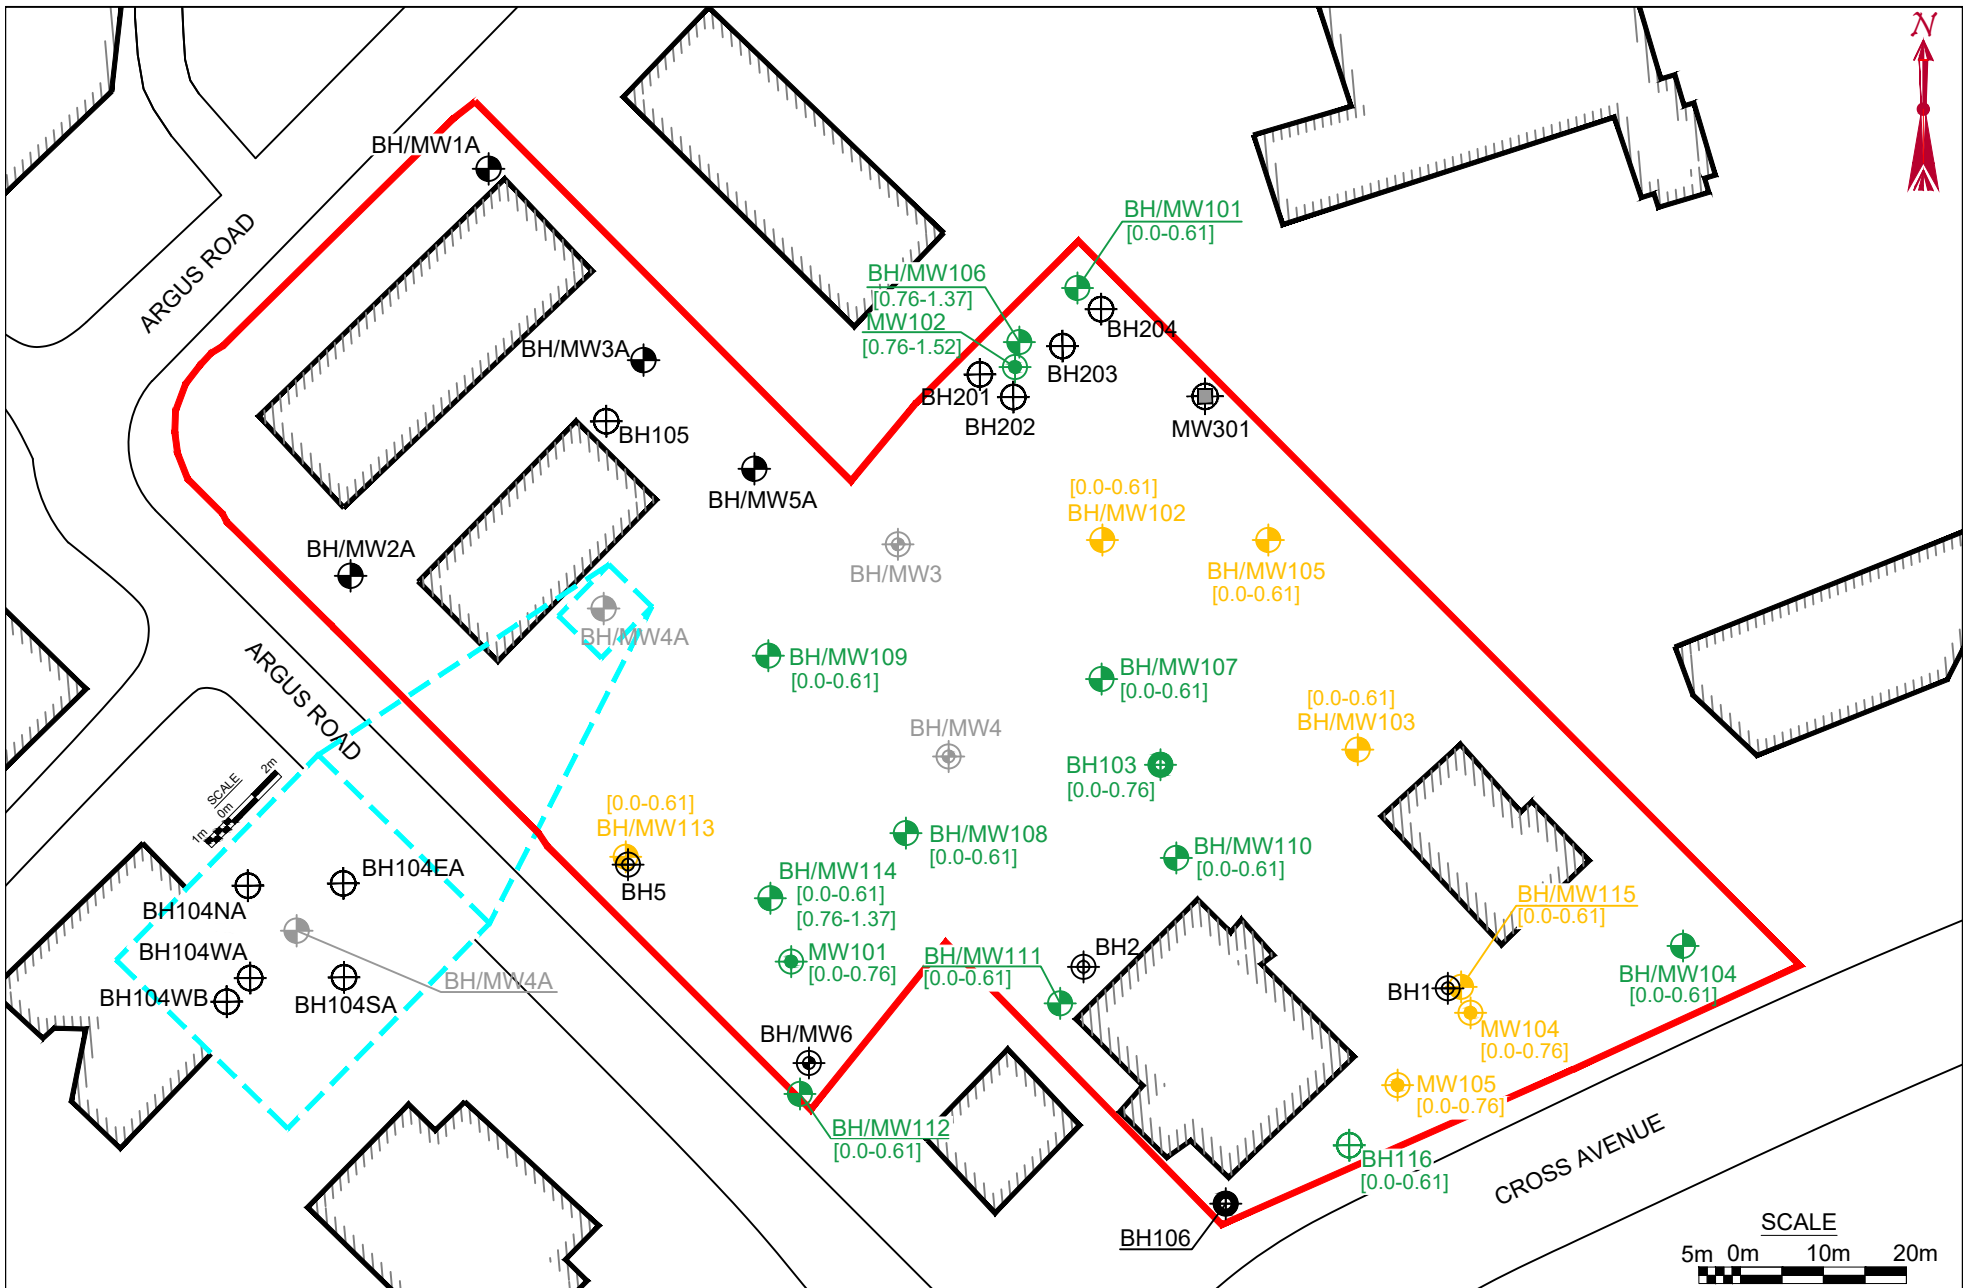 N
BH/MW1A
ARGUS ROAD
BH/MW101
[0.0-0.61]
BH/MW106
[0.76-1.37]
MW102
[0.76-1.52]
BH204
BH203
BH201
BH202
MW301
BH/MW3A
BH105
BH/MW5A
BH/MW2A
[0.0-0.61]
BH/MW102
BH/MW105
[0.0-0.61]
BH/MW3
BH/MW4A
BH/MW109
[0.0-0.61]
BH/MW107
[0.0-0.61]
ARGUS ROAD
[0.0-0.61]
BH/MW103
BH/MW4
BH103
[0.0-0.76]
SCALE
1m 0m 2m
[0.0-0.61]
BH/MW113
BH5
BH/MW108
[0.0-0.61]
BH/MW110
[0.0-0.61]
BH/MW114
[0.0-0.61]
[0.76-1.37]
BH104EA
BH104NA
BH104WA
BH104WB
BH104SA
BH/MW4A
MW101
[0.0-0.76]
BH/MW111
[0.0-0.61]
BH2
BH/MW115
[0.0-0.61]
BH1
BH/MW104
[0.0-0.61]
MW104
[0.0-0.76]
BH/MW6
MW105
[0.0-0.76]
BH/MW112
[0.0-0.61]
BH116
[0.0-0.61]
CROSS AVENUE
BH106
SCALE
5m 0m 10m 20m